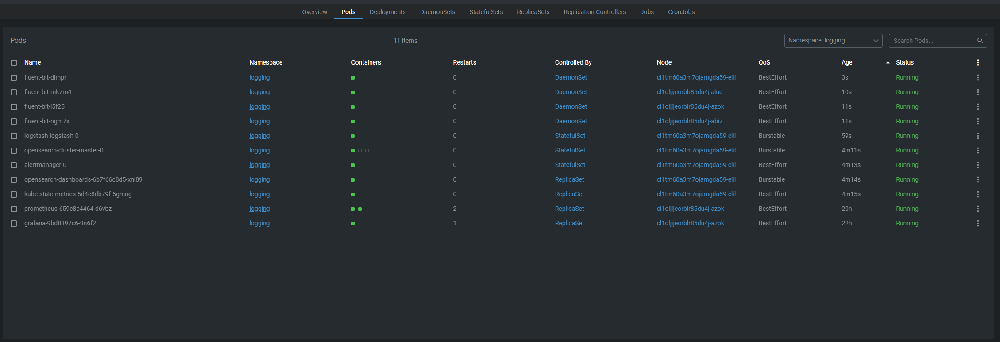 Overview Pods Deployments DaemonSets StatefulSets ReplicaSets Replication Controllers Jobs CronJobs
Pods 11 items Namespace: logging Search Pods...
Name Namespace Containers Restarts Controlled By Node QoS Age Status
fluent-bit-dhhpr logging 0 DaemonSet cl1tm60a3m7ojamgda59-elil BestEffort 3s Running
fluent-bit-mk7m4 logging 0 DaemonSet cl1oljijeorblr85du4j-alud BestEffort 10s Running
fluent-bit-l5f25 logging 0 DaemonSet cl1oljijeorblr85du4j-azok BestEffort 11s Running
fluent-bit-ngm7x logging 0 DaemonSet cl1oljijeorblr85du4j-abiz BestEffort 11s Running
logstash-logstash-0 logging 0 StatefulSet cl1tm60a3m7ojamgda59-elil Burstable 59s Running
opensearch-cluster-master-0 logging 0 StatefulSet cl1tm60a3m7ojamgda59-elil Burstable 4m11s Running
alertmanager-0 logging 0 StatefulSet cl1tm60a3m7ojamgda59-elil BestEffort 4m13s Running
opensearch-dashboards-6b7f66c8d5-xnl89 logging 0 ReplicaSet cl1tm60a3m7ojamgda59-elil Burstable 4m14s Running
kube-state-metrics-5d4c8db79f-5gmng logging 0 ReplicaSet cl1tm60a3m7ojamgda59-elil BestEffort 4m15s Running
prometheus-659c8c4464-d6vbz logging 2 ReplicaSet cl1oljijeorblr85du4j-azok BestEffort 20h Running
grafana-9bd8897c6-9n6f2 logging 1 ReplicaSet cl1oljijeorblr85du4j-azok BestEffort 22h Running